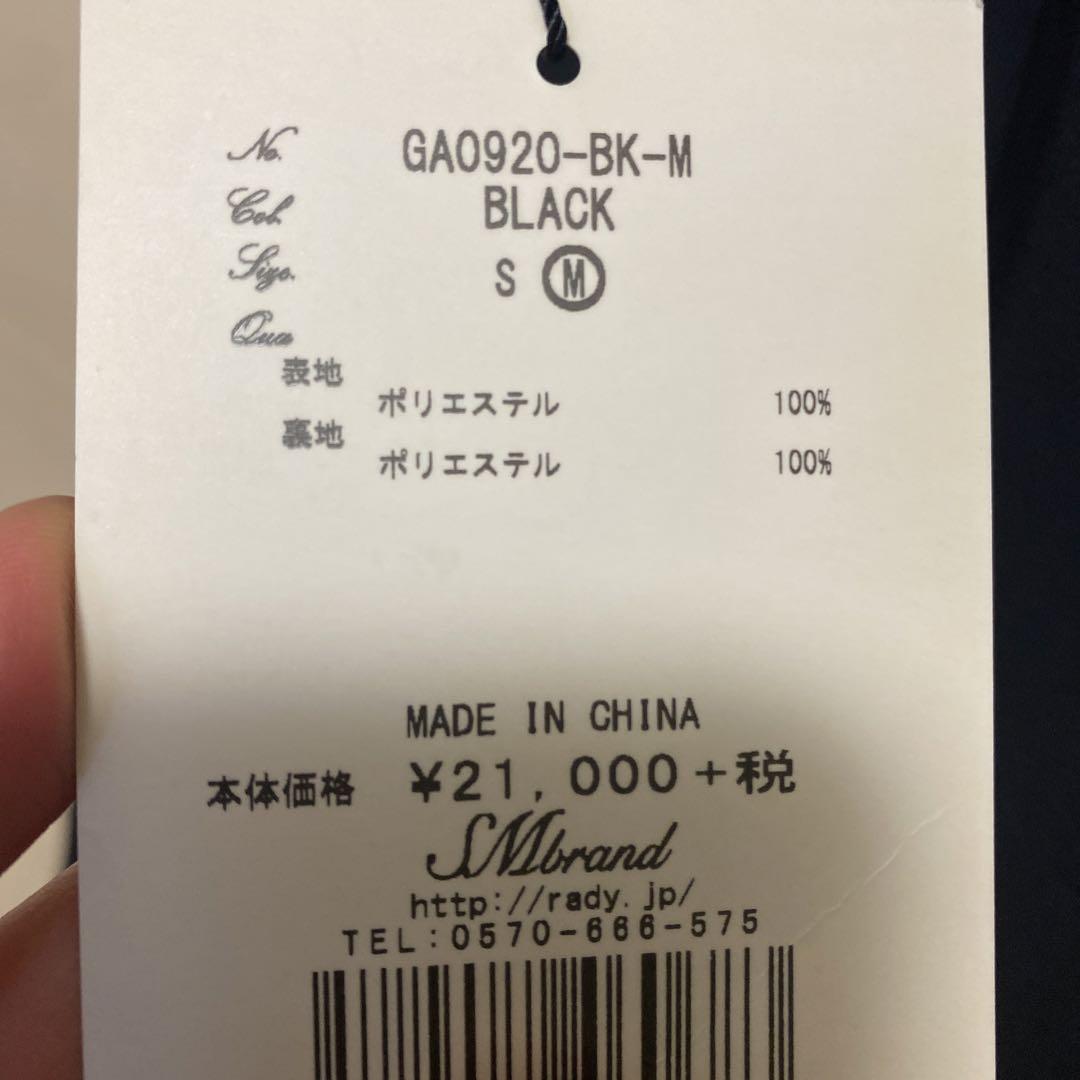 No. GA0920-BK-M
Col. BLACK
Size. S M
Qua
表地
ポリエステル 100%
裏地
ポリエステル 100%
MADE IN CHINA
本体価格 ¥21,000+税
SMbrand
http://rady.jp/
TEL:0570-666-575